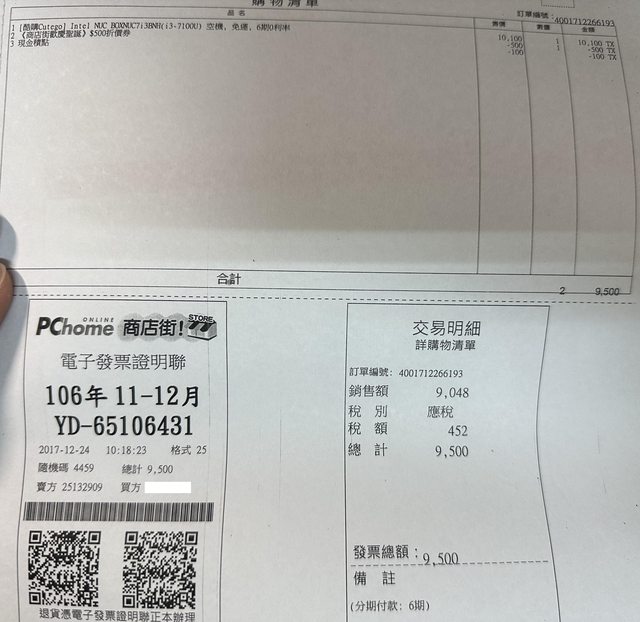 購物清單
訂單編號：4001712266193
品名 售價 數量 金額
1 [酷購Cutego] Intel NUC BOXNUC7i3BNH(i3-7100U) 空機, 免運, 6期0利率 10,100 1 10,100 TX
2 《商店街歡慶聖誕》$500折價券 -500 1 -500 TX
3 現金積點 -100 -100 TX
合計 2 9,500
PChome ONLINE 商店街! STORE
電子發票證明聯
106年11-12月
YD-65106431
2017-12-24 10:18:23 格式 25
隨機碼 4459 總計 9,500
賣方 25132909 買方
退貨憑電子發票證明聯正本辦理
交易明細
詳購物清單
訂單編號: 4001712266193
銷售額 9,048
稅 別 應稅
稅 額 452
總 計 9,500
發票總額：9,500
備 註
(分期付款: 6期)